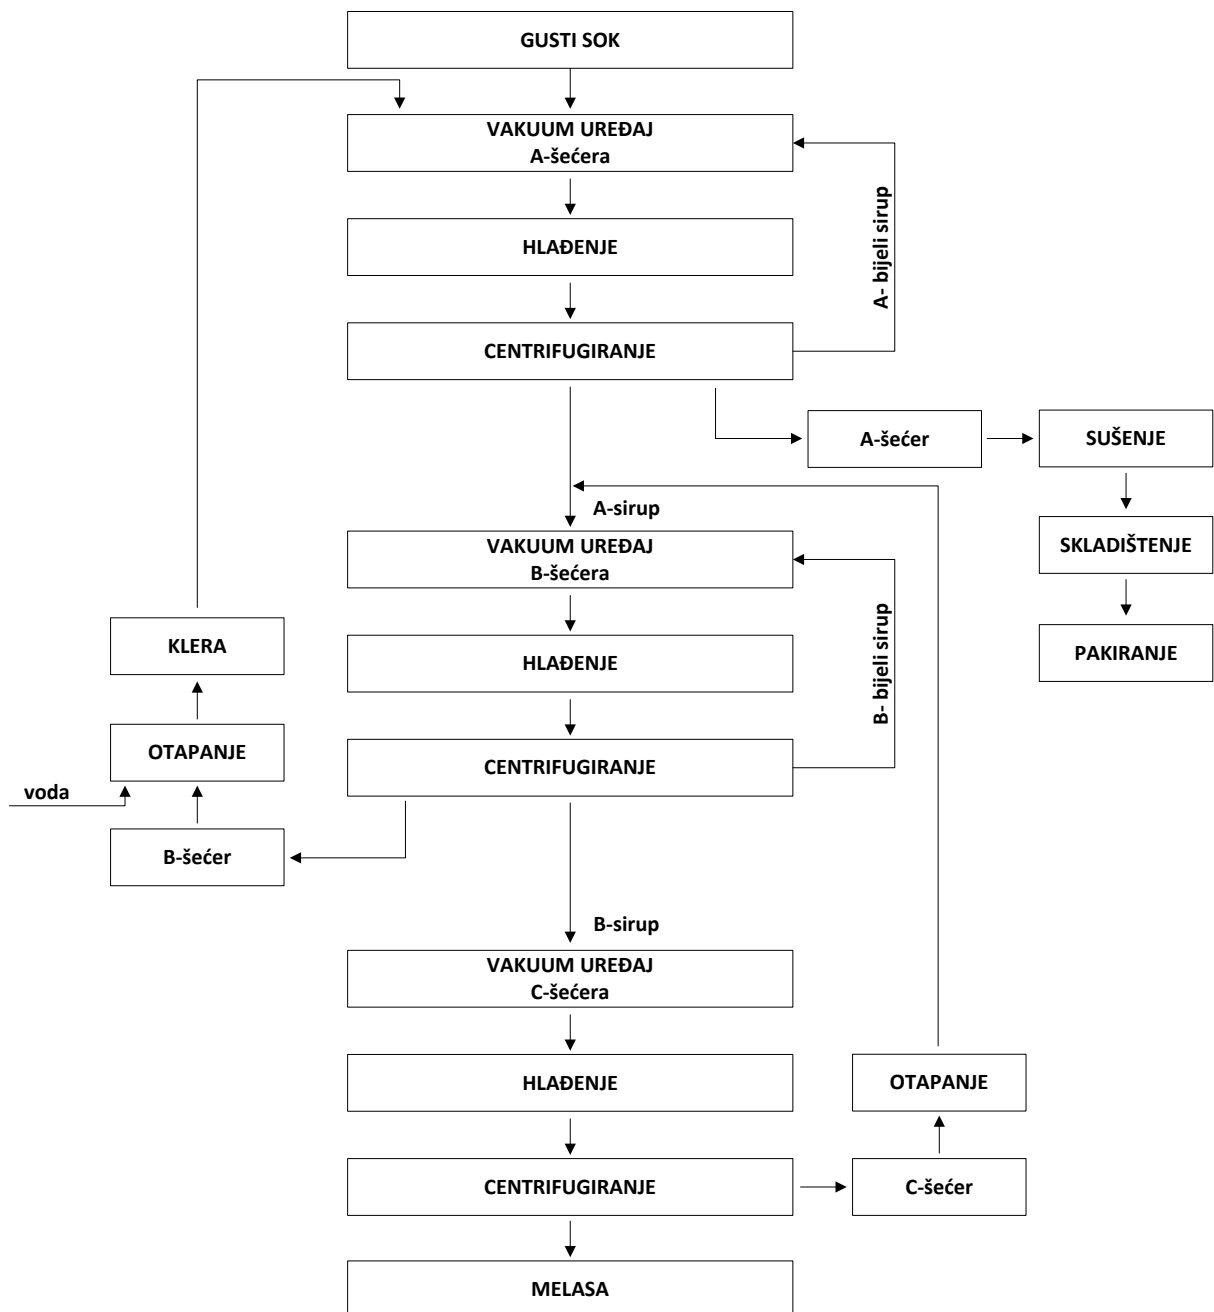 GUSTI SOK
VAKUUM UREĐAJ
A-šećera
A- bijeli sirup
HLAĐENJE
CENTRIFUGIRANJE
A-šećer
SUŠENJE
A-sirup
VAKUUM UREĐAJ
B-šećera
SKLADIŠTENJE
B- bijeli sirup
KLERA
HLAĐENJE
PAKIRANJE
OTAPANJE
CENTRIFUGIRANJE
voda
B-šećer
B-sirup
VAKUUM UREĐAJ
C-šećera
HLAĐENJE
OTAPANJE
CENTRIFUGIRANJE
C-šećer
MELASA